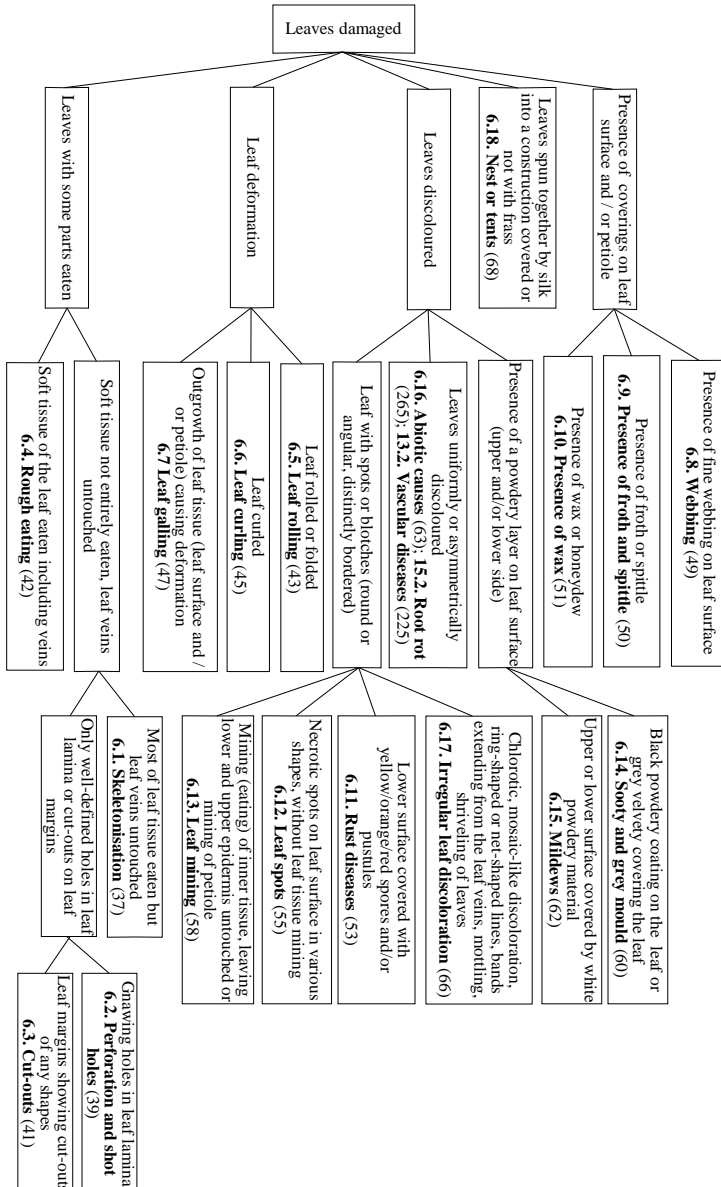 Leaves damaged
Presence of coverings on leaf
surface and / or petiole
Leaves spun together by silk
into a construction covered or
not with frass
6.18. Nest or tents (68)
Leaves discoloured
Leaf deformation
Leaves with some parts eaten
Presence of fine webbing on leaf surface
6.8. Webbing (49)
Presence of froth or spittle
6.9. Presence of froth and spittle (50)
Presence of wax or honeydew
6.10. Presence of wax (51)
Presence of a powdery layer on leaf surface
(upper and/or lower side)
Leaves uniformly or asymmetrically
discoloured
6.16. Abiotic causes (63); 15.2. Root rot
(265); 13.2. Vascular diseases (225)
Leaf with spots or blotches (round or
angular, distinctly bordered)
Leaf rolled or folded
6.5. Leaf rolling (43)
Leaf curled
6.6. Leaf curling (45)
Outgrowth of leaf tissue (leaf surface and /
or petiole) causing deformation
6.7 Leaf galling (47)
Soft tissue not entirely eaten, leaf veins
untouched
Soft tissue of the leaf eaten including veins
6.4. Rough eating (42)
Black powdery coating on the leaf or
grey velvety covering the leaf
6.14. Sooty and grey mould (60)
Upper or lower surface covered by white
powdery material
6.15. Mildews (62)
Chlorotic, mosaic-like discoloration,
ring-shaped or net-shaped lines, bands
extending from the leaf veins, mottling,
shriveling of leaves
6.17. Irregular leaf discoloration (66)
Lower surface covered with
yellow/orange/red spores and/or
pustules
6.11. Rust diseases (53)
Necrotic spots on leaf surface in various
shapes, without leaf tissue mining
6.12. Leaf spots (55)
Mining (eating) of inner tissue, leaving
lower and upper epidermis untouched or
mining of petiole
6.13. Leaf mining (58)
Most of leaf tissue eaten but
leaf veins untouched
6.1. Skeletonisation (37)
Only well-defined holes in leaf
lamina or cut-outs on leaf
margins
Gnawing holes in leaf lamina
6.2. Perforation and shot
holes (39)
Leaf margins showing cut-outs
of any shapes
6.3. Cut-outs (41)